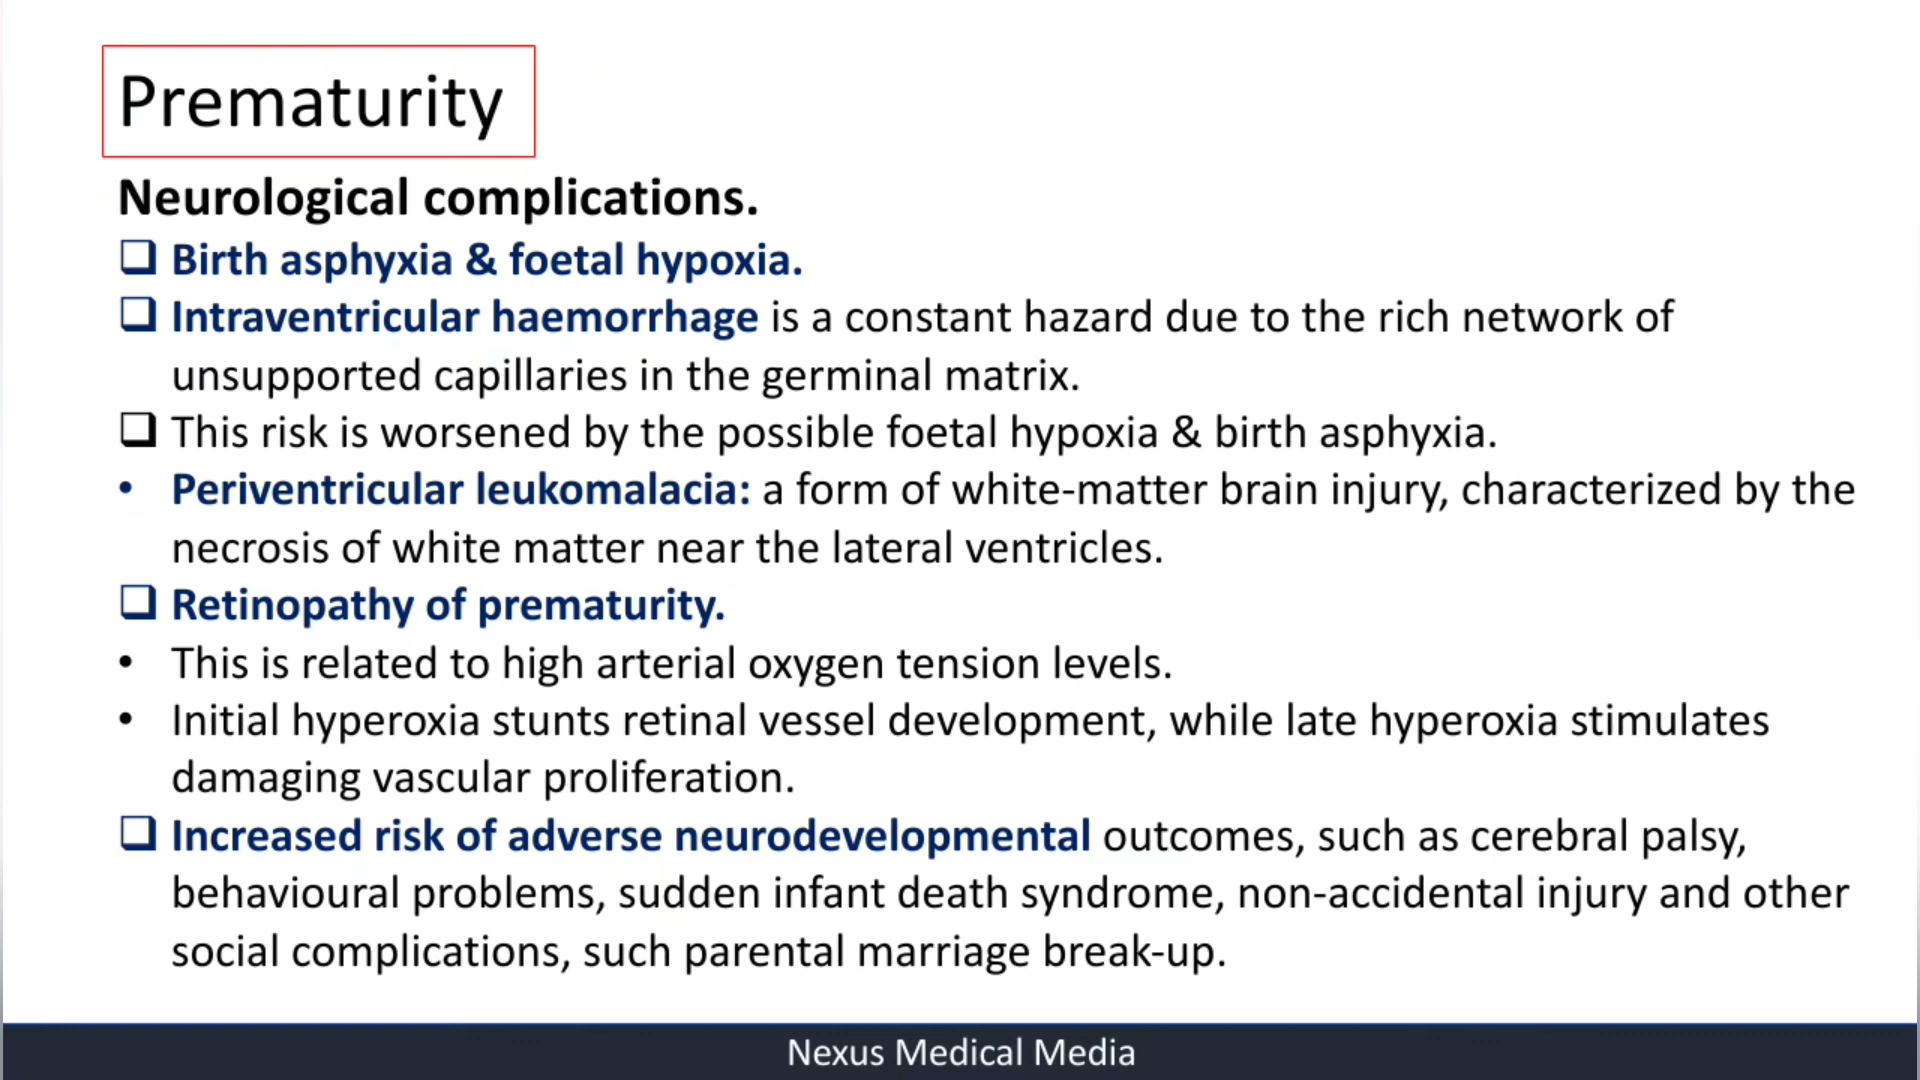 Prematurity
Neurological complications.
❑ Birth asphyxia & foetal hypoxia.
❑ Intraventricular haemorrhage is a constant hazard due to the rich network of
unsupported capillaries in the germinal matrix.
❑ This risk is worsened by the possible foetal hypoxia & birth asphyxia.
• Periventricular leukomalacia: a form of white-matter brain injury, characterized by the
necrosis of white matter near the lateral ventricles.
❑ Retinopathy of prematurity.
• This is related to high arterial oxygen tension levels.
• Initial hyperoxia stunts retinal vessel development, while late hyperoxia stimulates
damaging vascular proliferation.
❑ Increased risk of adverse neurodevelopmental outcomes, such as cerebral palsy,
behavioural problems, sudden infant death syndrome, non-accidental injury and other
social complications, such parental marriage break-up.
Nexus Medical Media